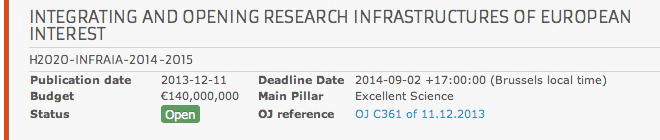 INTEGRATING AND OPENING RESEARCH INFRASTRUCTURES OF EUROPEAN
INTEREST
H2020-INFRAIA-2014-2015
Publication date 2013-12-11 Deadline Date 2014-09-02 +17:00:00 (Brussels local time)
Budget €140,000,000 Main Pillar Excellent Science
Status Open OJ reference OJ C361 of 11.12.2013